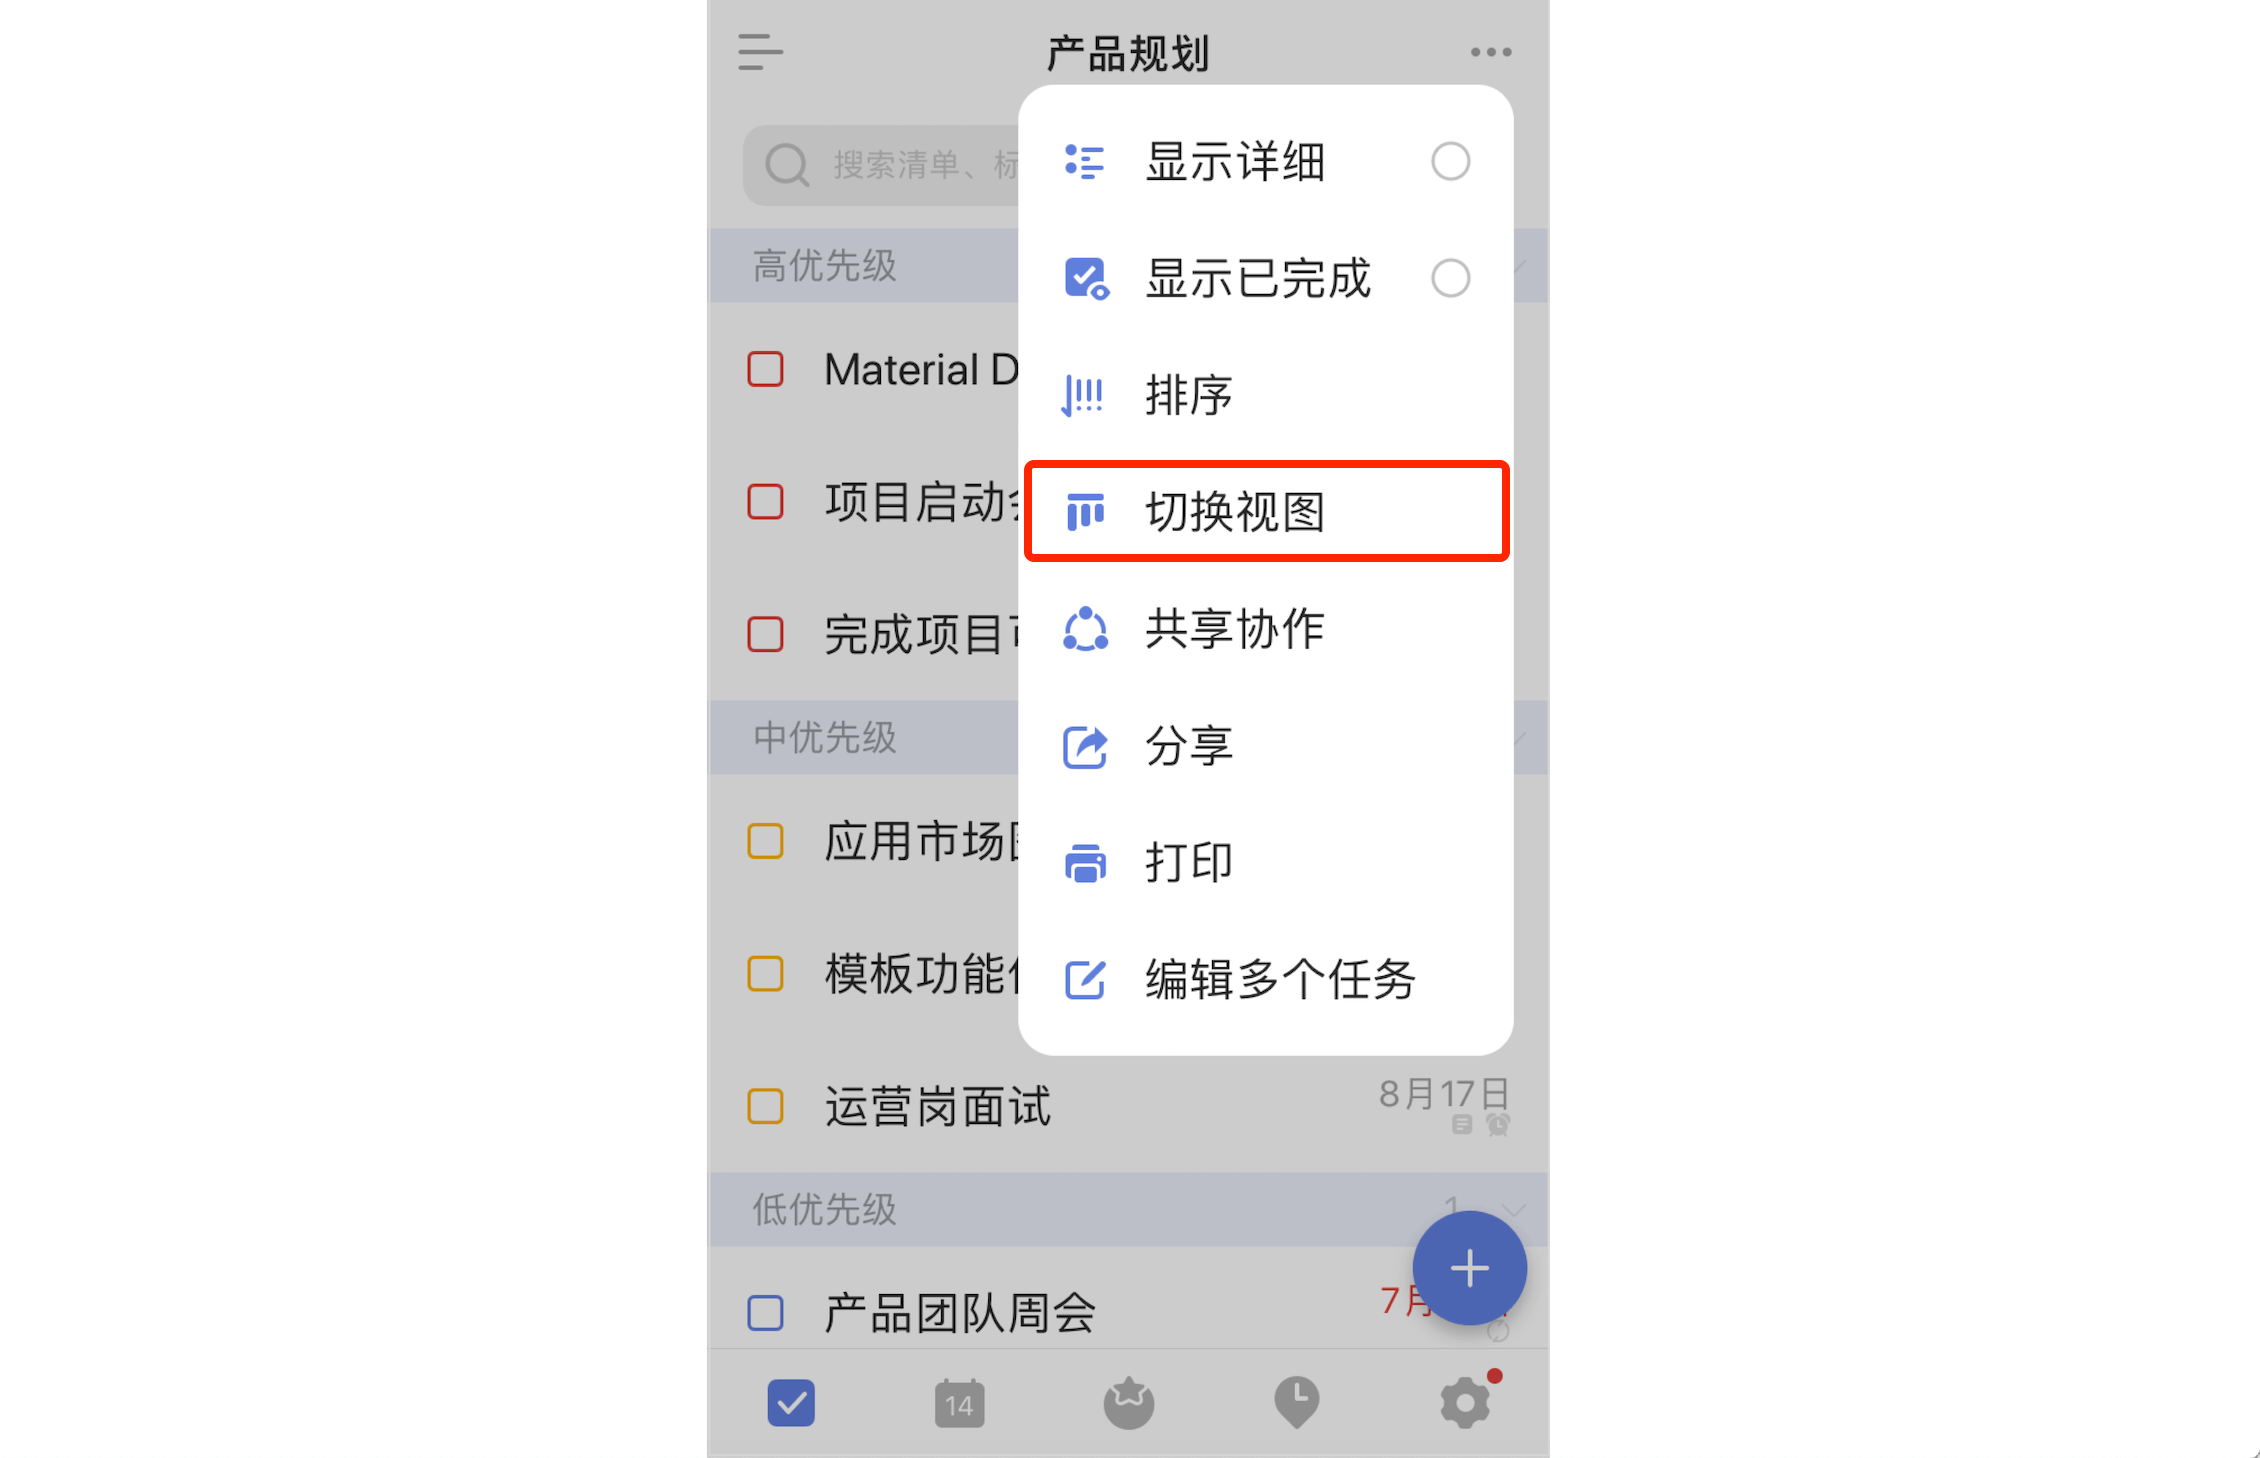 产品规划
搜索清单、标
显示详细
显示已完成
排序
切换视图
共享协作
分享
打印
编辑多个任务
高优先级
Material D
项目启动
完成项目
中优先级
应用市场
模板功能
运营岗面试
8月17日
低优先级
1
产品团队周会
7月
14